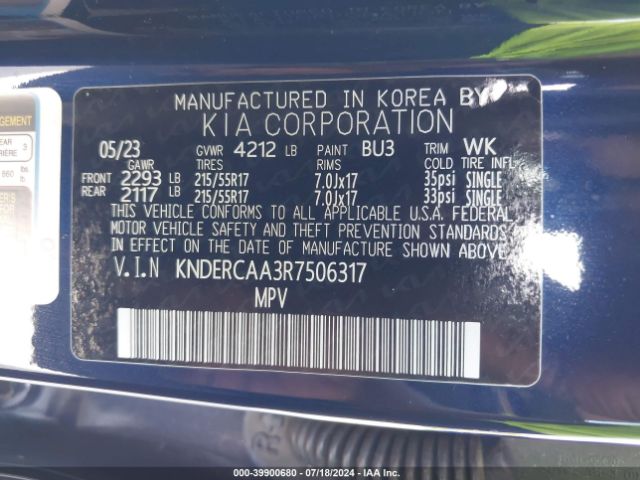 MANUFACTURED IN KOREA BY
KIA CORPORATION
05/23 GVWR 4212 LB PAINT BU3 TRIM WK
GAWR TIRES RIMS COLD TIRE INFL.
FRONT 2293 LB 215/55R17 7.0Jx17 35psi SINGLE
REAR 2117 LB 215/55R17 7.0Jx17 33psi SINGLE
THIS VEHICLE CONFORMS TO ALL APPLICABLE U.S.A. FEDERAL
MOTOR VEHICLE SAFETY AND THEFT PREVENTION STANDARDS
IN EFFECT ON THE DATE OF MANUFACTURE SHOWN ABOVE.
V.I.N KNDERCAA3R7506317
MPV
000-39900680 - 07/18/2024 - IAA Inc.